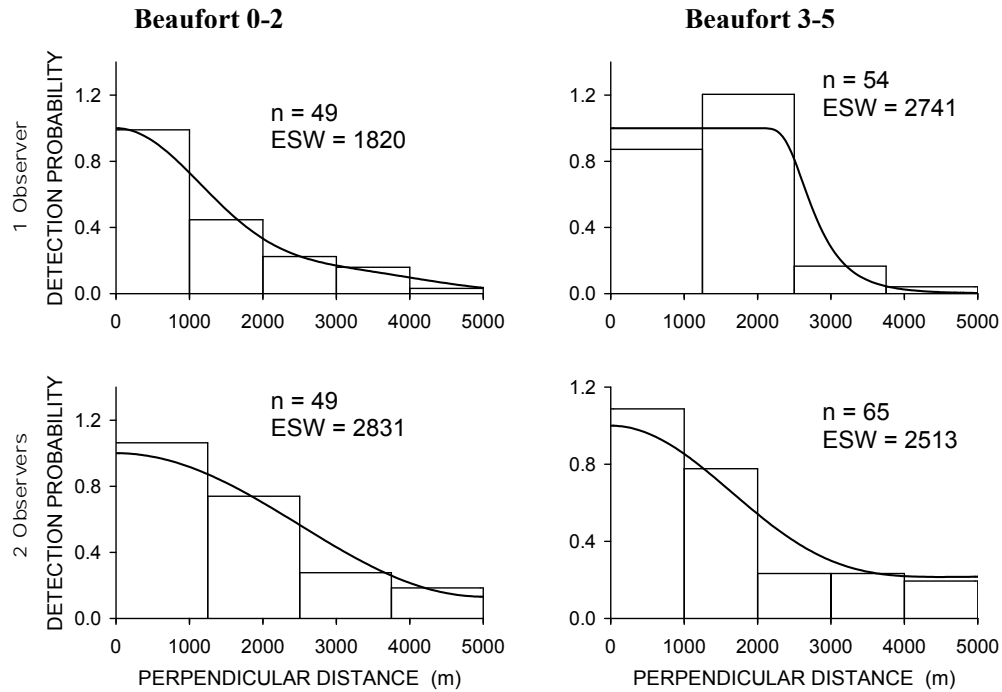 Beaufort 0-2
Beaufort 3-5
1 Observer
DETECTION PROBABILITY
1.2
0.8
0.4
0.0
n = 49
ESW = 1820
0 1000 2000 3000 4000 5000
1.2
0.8
0.4
0.0
n = 54
ESW = 2741
0 1000 2000 3000 4000 5000
2 Observers
DETECTION PROBABILITY
1.2
0.8
0.4
0.0
n = 49
ESW = 2831
0 1000 2000 3000 4000 5000
PERPENDICULAR DISTANCE (m)
1.2
0.8
0.4
0.0
n = 65
ESW = 2513
0 1000 2000 3000 4000 5000
PERPENDICULAR DISTANCE (m)